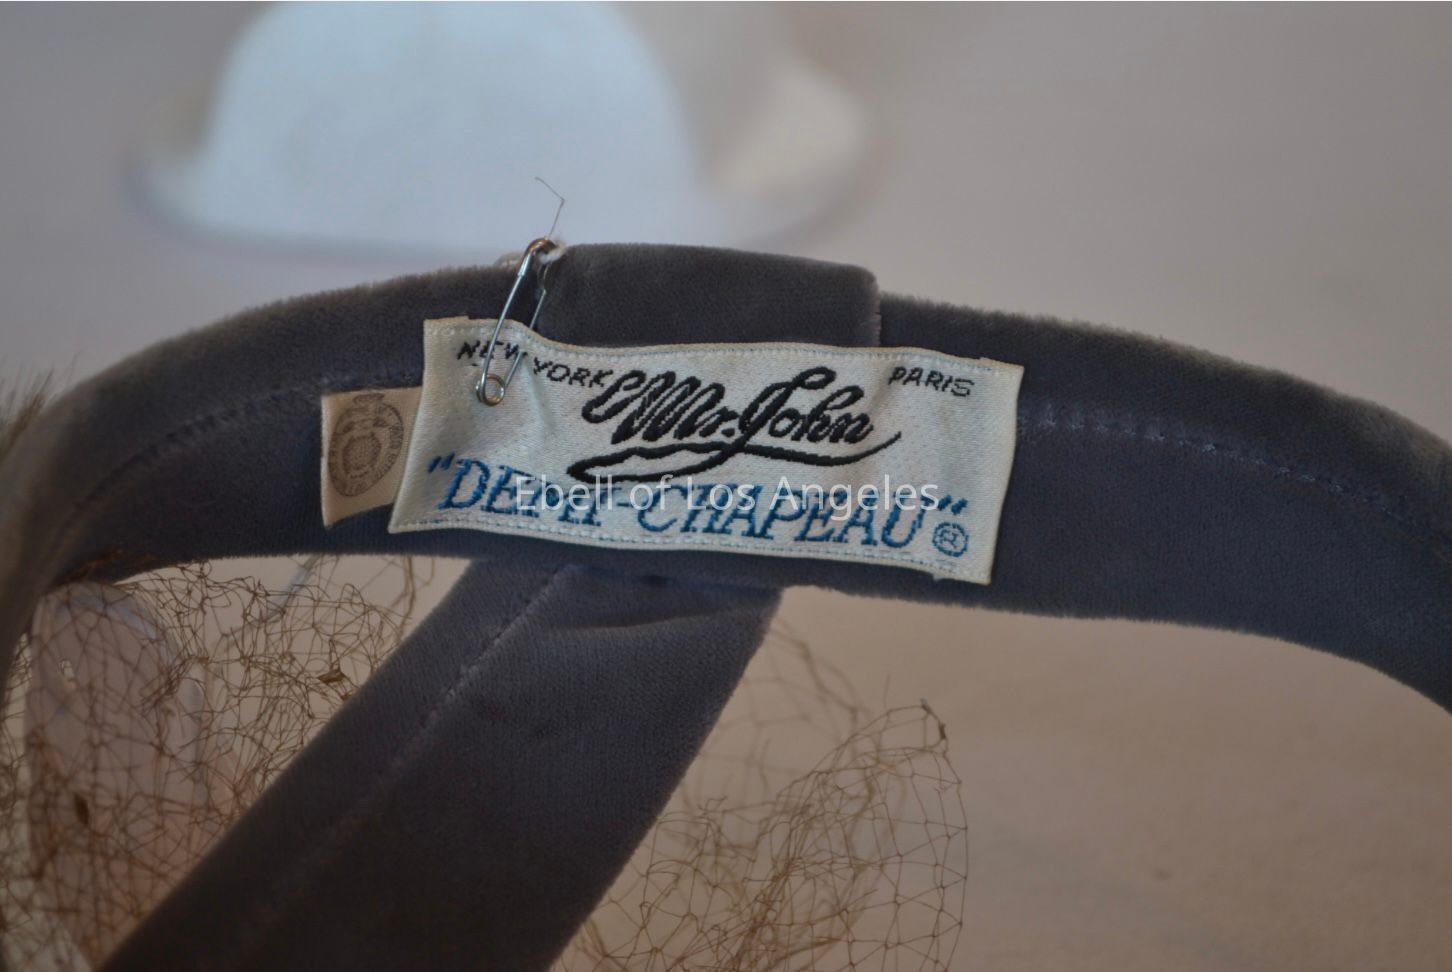 NEW YORK PARIS
Mr. John
"DEMI-CHAPEAU"®
Ebell of Los Angeles